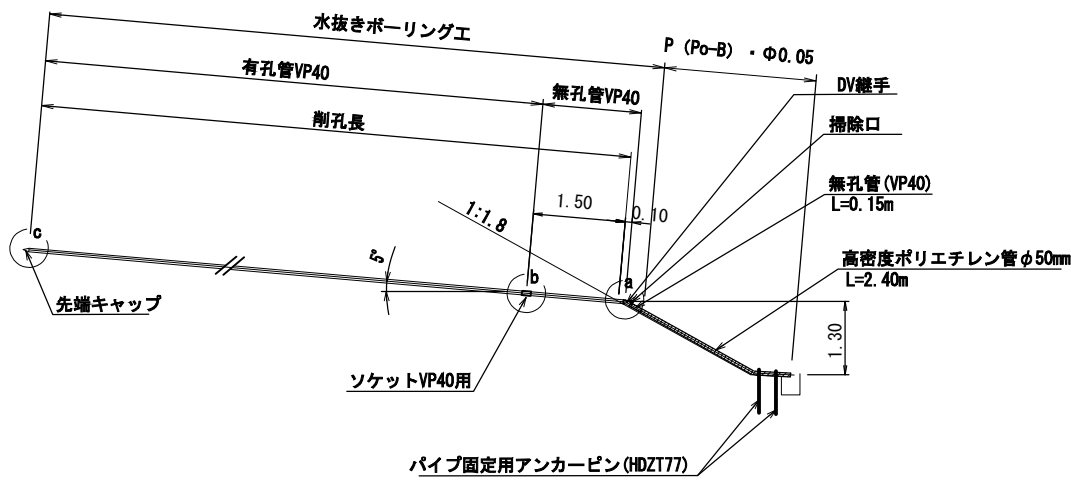 水抜きボーリング工
P (Po-B) ・Φ0.05
有孔管VP40
無孔管VP40
DV継手
削孔長
掃除口
無孔管(VP40)
L=0.15m
1.50
0.10
1:1.8
c
5°
b
a
高密度ポリエチレン管φ50mm
L=2.40m
先端キャップ
1.30
ソケットVP40用
パイプ固定用アンカーピン(HDZT77)